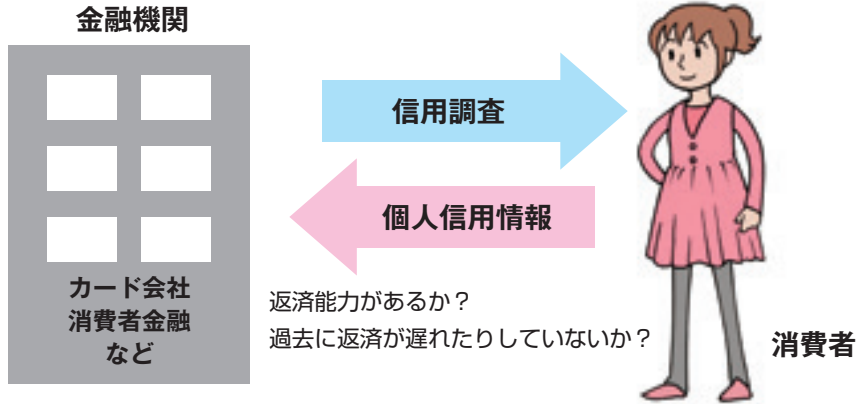 金融機関
信用調査
個人信用情報
カード会社
消費者金融
など
返済能力があるか？
過去に返済が遅れたりしていないか？
消費者